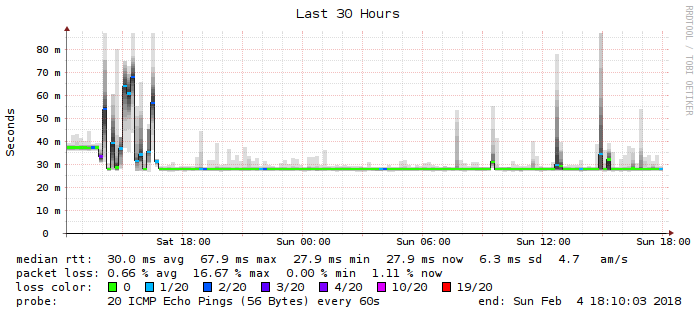 Last 30 Hours
RRDTOOL / TOBI OETIKER
Seconds
80 m
70 m
60 m
50 m
40 m
30 m
20 m
10 m
0
Sat 18:00 Sun 00:00 Sun 06:00 Sun 12:00 Sun 18:00
median rtt: 30.0 ms avg 67.9 ms max 27.9 ms min 27.9 ms now 6.3 ms sd 4.7 am/s
packet loss: 0.66 % avg 16.67 % max 0.00 % min 1.11 % now
loss color: 0 1/20 2/20 3/20 4/20 10/20 19/20
probe: 20 ICMP Echo Pings (56 Bytes) every 60s end: Sun Feb 4 18:10:03 2018